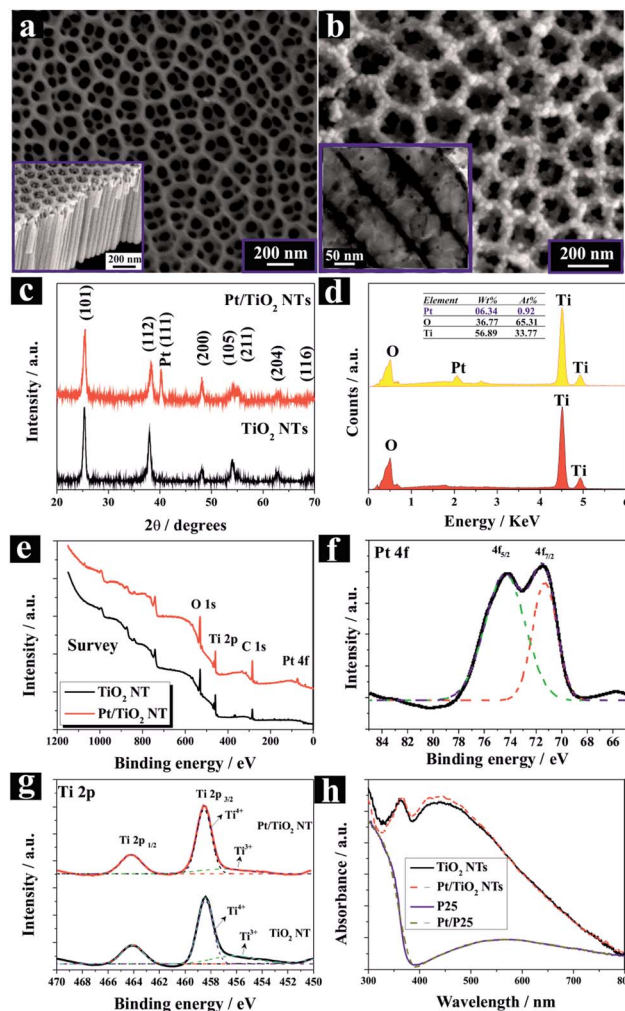 a
200 nm
200 nm
b
50 nm
200 nm
c
(101)
Pt/TiO2 NTs
(112)
Pt (111)
(200)
(105)
(211)
(204)
(116)
TiO2 NTs
Intensity / a.u.
20 30 40 50 60 70
2θ / degrees
d
Element Wt% At%
Pt 06.34 0.92
O 36.77 65.31
Ti 56.89 33.77
Ti
O
Pt
Ti
Ti
O
Ti
Counts / a.u.
0 1 2 3 4 5 6
Energy / KeV
e
O 1s
Ti 2p
C 1s
Pt 4f
Survey
TiO2 NT
Pt/TiO2 NT
Intensity / a.u.
1200 1000 800 600 400 200 0
Binding energy / eV
f
Pt 4f
4f5/2
4f7/2
Intensity / a.u.
84 82 80 78 76 74 72 70 68 66
Binding energy / eV
g
Ti 2p
Ti 2p 3/2
Ti4+
Pt/TiO2 NT
Ti 2p 1/2
Ti3+
Ti4+
Ti3+
TiO2 NT
Intensity / a.u.
470 468 466 464 462 460 458 456 454 452 450
Binding energy / eV
h
TiO2 NTs
Pt/TiO2 NTs
P25
Pt/P25
Absorbance / a.u.
300 400 500 600 700 800
Wavelength / nm